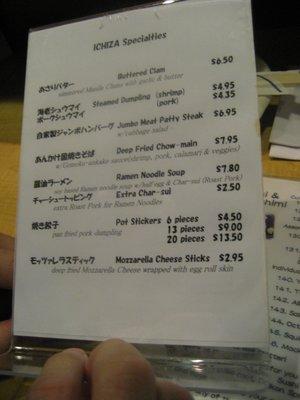 ICHIZA Specialties
$6.50
あさりバター Buttered Clam
simmered Manila Clams with garlic & butter
海老シュウマイ Steamed Dumpling (shrimp) $4.95
ポークシュウマイ (pork) $4.35
自家製ジャンボハンバーグ Jumbo Meat Patty Steak $6.95
w/cabbage salad
あんかけ固焼きそば Deep Fried Chow-main $7.95
sauce(shrimp, pork, calamari & veggies)
醤油ラーメン Ramen Noodle Soup $7.80
soy based Ramen noodle soup w/half egg & Char-sui (Roast Pork)
チャーシュートッピング Extra Char-sui $2.50
extra Roast Pork for Ramen Noodles
焼き餃子 Pot Stickers 6 pieces $4.50
pan fried pork dumpling 13 pieces $9.00
20 pieces $13.50
モッツァレラスティック Mozzarella Cheese Sticks $2.95
deep fried Mozzarella Cheese wrapped with egg roll skin